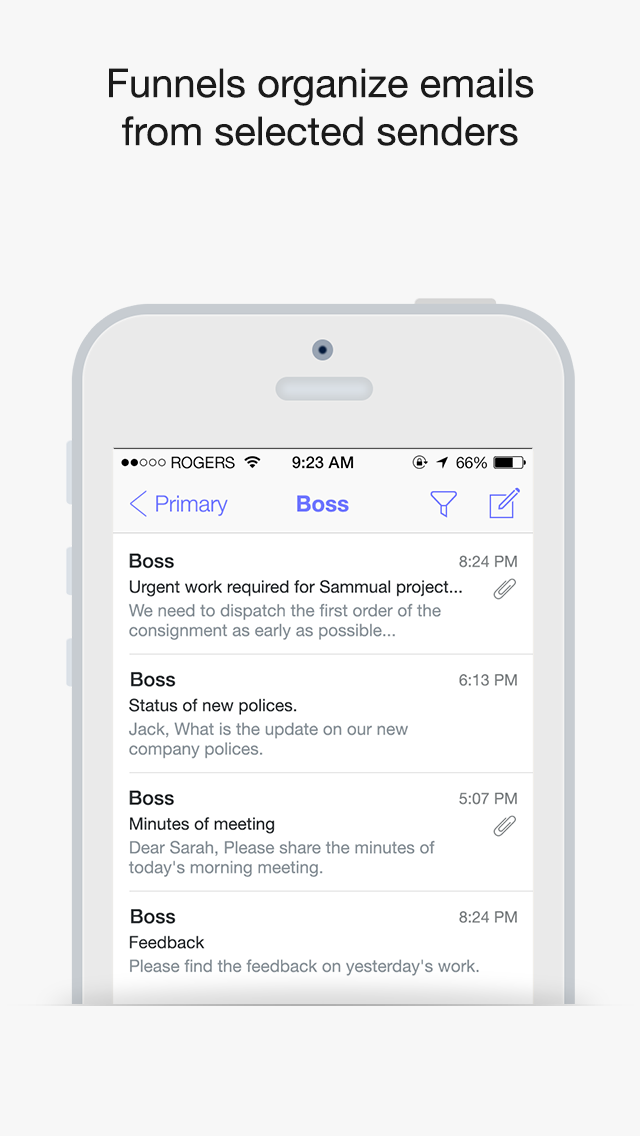 Funnels organize emails
from selected senders
ROGERS 9:23 AM 66%
Primary Boss
Boss 8:24 PM
Urgent work required for Sammual project...
We need to dispatch the first order of the
consignment as early as possible...
Boss 6:13 PM
Status of new polices.
Jack, What is the update on our new
company polices.
Boss 5:07 PM
Minutes of meeting
Dear Sarah, Please share the minutes of
today's morning meeting.
Boss 8:24 PM
Feedback
Please find the feedback on yesterday's work.